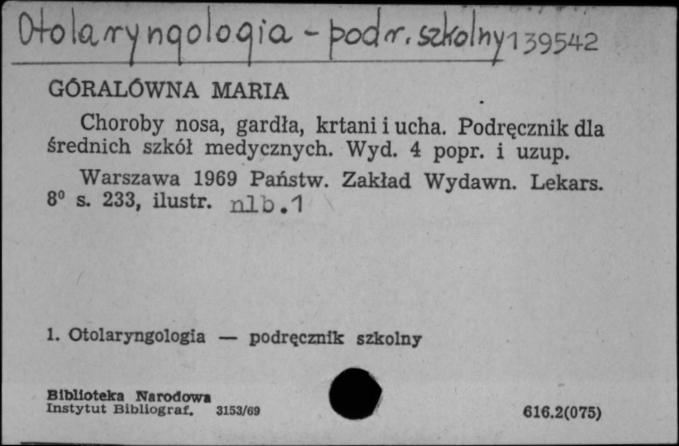 Otolaryngologia - podr. szkolny 139542
GÓRALÓWNA MARIA
Choroby nosa, gardła, krtani i ucha. Podręcznik dla
średnich szkół medycznych. Wyd. 4 popr. i uzup.
Warszawa 1969 Państw. Zakład Wydawn. Lekars.
8⁰ s. 233, ilustr. nlb.1
1. Otolaryngologia — podręcznik szkolny
Biblioteka Narodowa
Instytut Bibliograf. 3153/69 616.2(075)